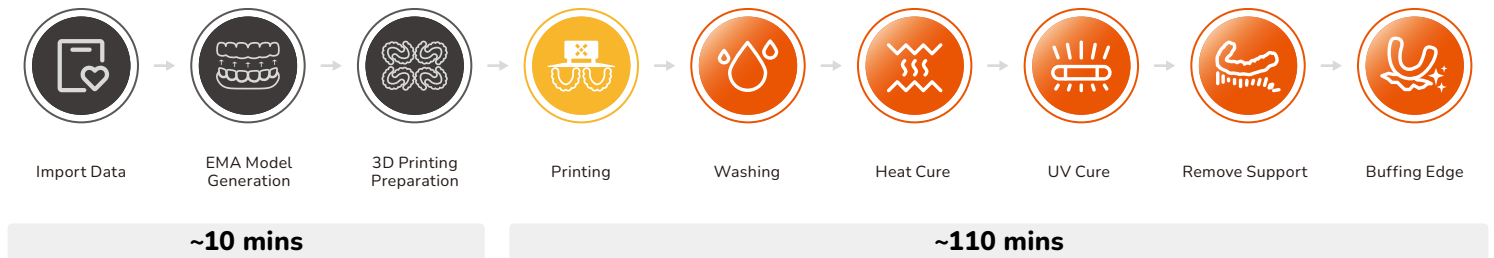 Import Data
EMA Model
Generation
3D Printing
Preparation
Printing
Washing
Heat Cure
UV Cure
Remove Support
Buffing Edge
~10 mins
~110 mins